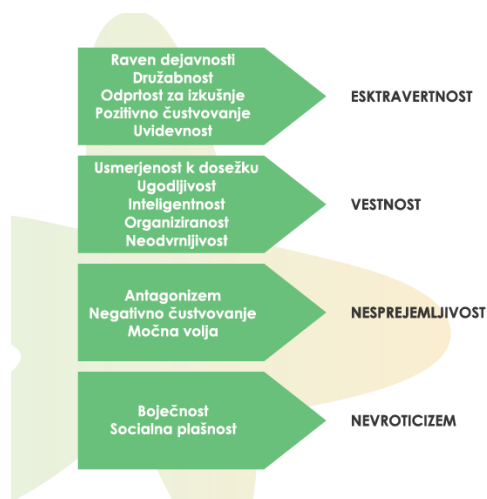 Raven dejavnosti
Družabnost
Odprtost za izkušnje
Pozitivno čustvovanje
Uvidevnost
ESKTRAVERTNOST
Usmerjenost k dosežku
Ugodljivost
Inteligentnost
Organiziranost
Neodvrnljivost
VESTNOST
Antagonizem
Negativno čustvovanje
Močna volja
NESPREJEMLJIVOST
Boječnost
Socialna plašnost
NEVROTICIZEM